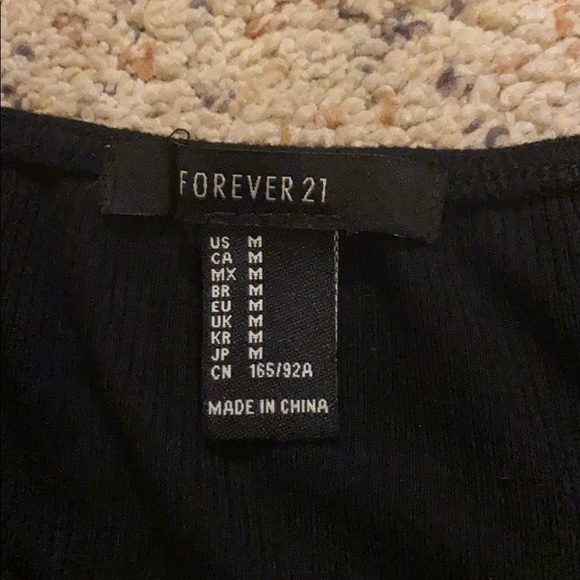 FOREVER 21
US M
CA M
MX M
BR M
EU M
UK M
KR M
JP M
CN 165/92A
MADE IN CHINA